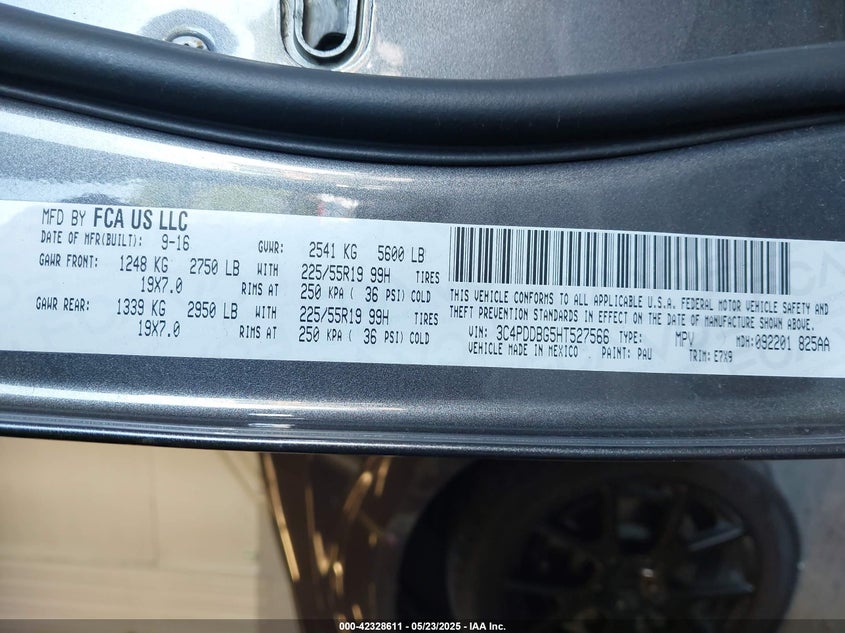 MFD BY FCA US LLC
DATE OF MFR(BUILT): 9-16 GVWR: 2541 KG 5600 LB
GAWR FRONT: 1248 KG 2750 LB WITH 225/55R19 99H TIRES
19X7.0 RIMS AT 250 KPA ( 36 PSI) COLD
GAWR REAR: 1339 KG 2950 LB WITH 225/55R19 99H TIRES
19X7.0 RIMS AT 250 KPA ( 36 PSI) COLD
THIS VEHICLE CONFORMS TO ALL APPLICABLE U.S.A. FEDERAL MOTOR VEHICLE SAFETY AND
THEFT PREVENTION STANDARDS IN EFFECT ON THE DATE OF MANUFACTURE SHOWN ABOVE.
VIN: 3C4PDDBG5HT527566 TYPE: MPV MDH:092201 825AA
VEHICLE MADE IN MEXICO PAINT: PAU TRIM: E7X9
000-42328611 - 05/23/2025 - IAA Inc.